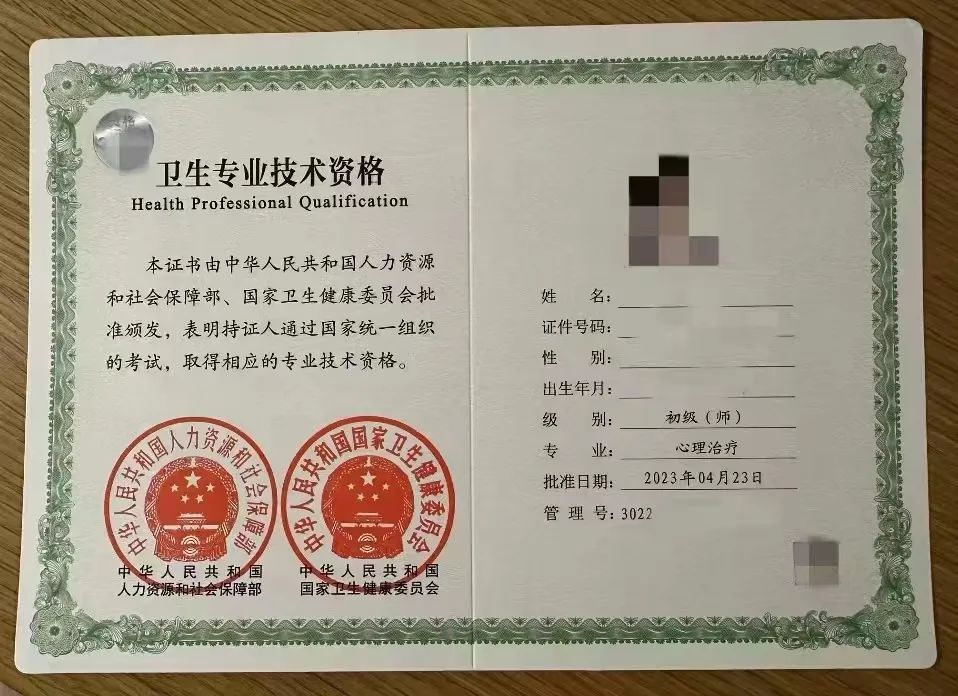 卫生专业技术资格
Health Professional Qualification
本证书由中华人民共和国人力资源
和社会保障部、国家卫生健康委员会批
准颁发，表明持证人通过国家统一组织
的考试，取得相应的专业技术资格。
中华人民共和国人力资源和社会保障部
中华人民共和国国家卫生健康委员会
中华人民共和国
人力资源和社会保障部
中华人民共和国
国家卫生健康委员会
姓 名：
证件号码：
性 别：
出生年月：
级 别： 初级（师）
专 业： 心理治疗
批准日期： 2023年04月23日
管 理 号：3022